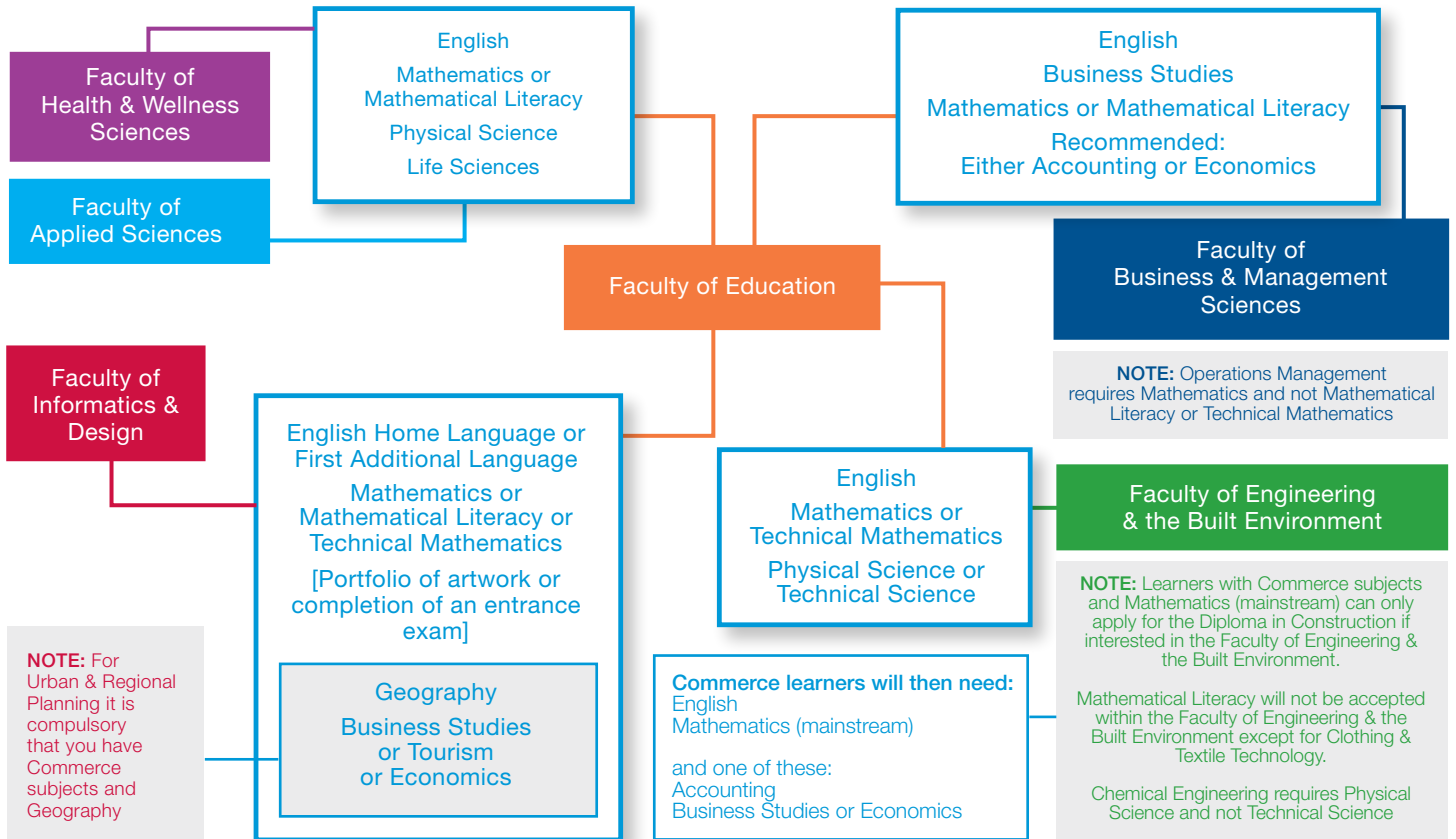 Faculty of
Health & Wellness
Sciences
Faculty of
Applied Sciences
English
Mathematics or
Mathematical Literacy
Physical Science
Life Sciences
English
Business Studies
Mathematics or Mathematical Literacy
Recommended:
Either Accounting or Economics
Faculty of Education
Faculty of
Business & Management
Sciences
NOTE: Operations Management
requires Mathematics and not Mathematical
Literacy or Technical Mathematics
Faculty of
Informatics &
Design
English Home Language or
First Additional Language
Mathematics or
Mathematical Literacy or
Technical Mathematics
[Portfolio of artwork or
completion of an entrance
exam]
Geography
Business Studies
or Tourism
or Economics
NOTE: For
Urban & Regional
Planning it is
compulsory
that you have
Commerce
subjects and
Geography
English
Mathematics or
Technical Mathematics
Physical Science or
Technical Science
Faculty of Engineering
& the Built Environment
NOTE: Learners with Commerce subjects
and Mathematics (mainstream) can only
apply for the Diploma in Construction if
interested in the Faculty of Engineering &
the Built Environment.
Mathematical Literacy will not be accepted
within the Faculty of Engineering & the
Built Environment except for Clothing &
Textile Technology.
Chemical Engineering requires Physical
Science and not Technical Science
Commerce learners will then need:
English
Mathematics (mainstream)
and one of these:
Accounting
Business Studies or Economics